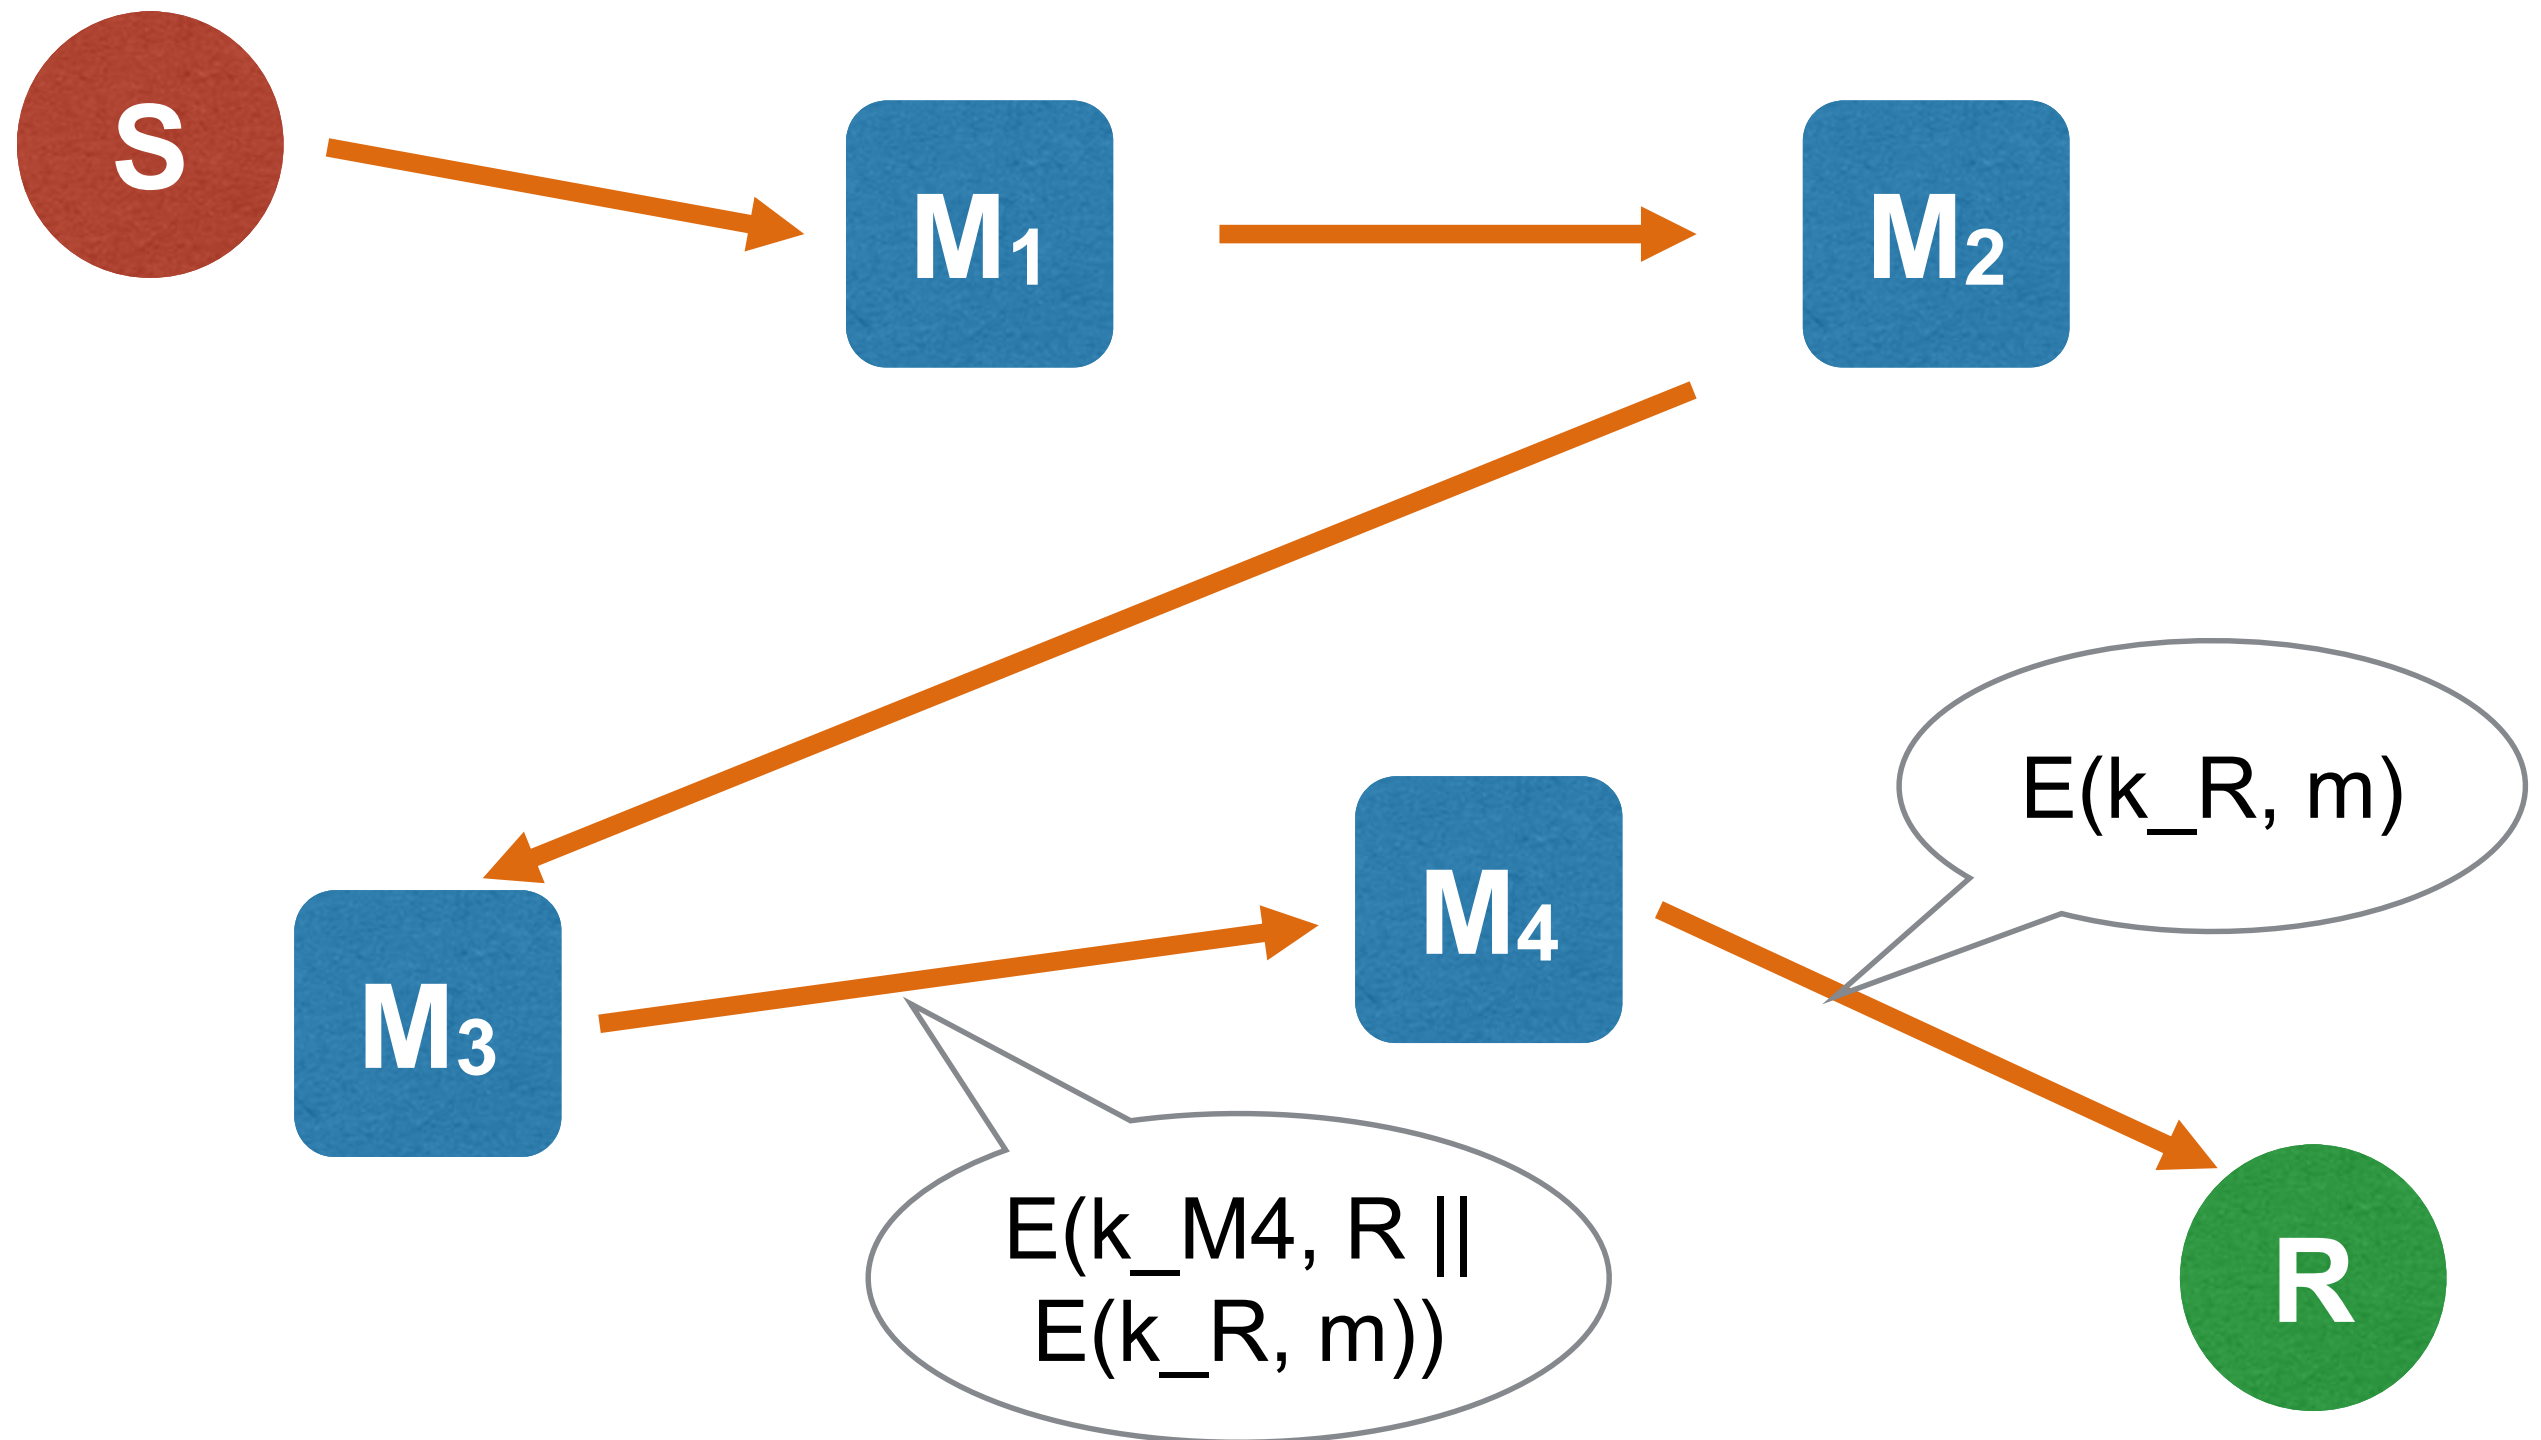 S
M₁
M₂
E(k_R, m)
M₄
M₃
E(k_M4, R ||
E(k_R, m))
R